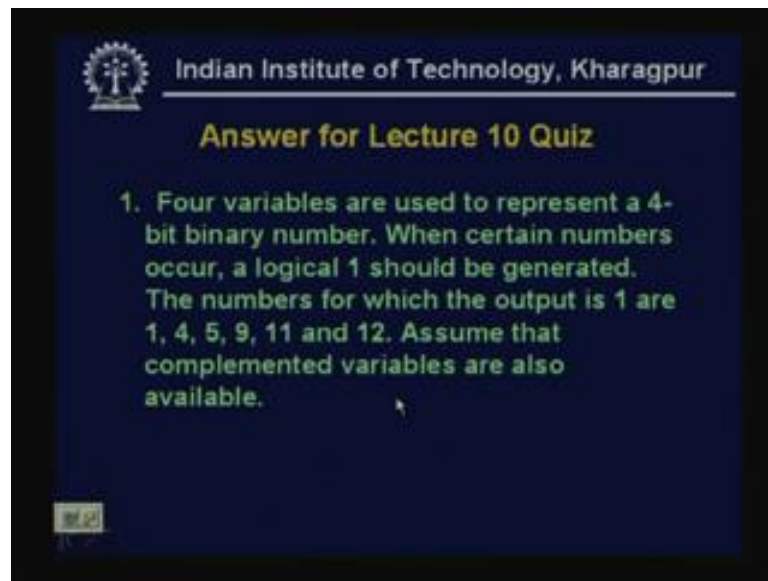 Indian Institute of Technology, Kharagpur
Answer for Lecture 10 Quiz
1. Four variables are used to represent a 4-
bit binary number. When certain numbers
occur, a logical 1 should be generated.
The numbers for which the output is 1 are
1, 4, 5, 9, 11 and 12. Assume that
complemented variables are also
available.